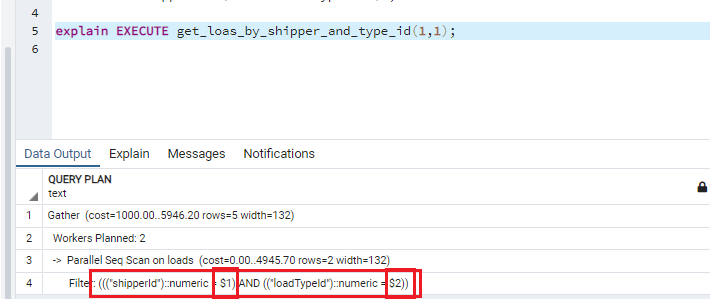 4
5 explain EXECUTE get_loas_by_shipper_and_type_id(1,1);
6
Data Output Explain Messages Notifications
QUERY PLAN
text
1 Gather (cost=1000.00..5946.20 rows=5 width=132)
2 Workers Planned: 2
3 -> Parallel Seq Scan on loads (cost=0.00..4945.70 rows=2 width=132)
4 Filter: ((("shipperId")::numeric = $1) AND (("loadTypeId")::numeric = $2))